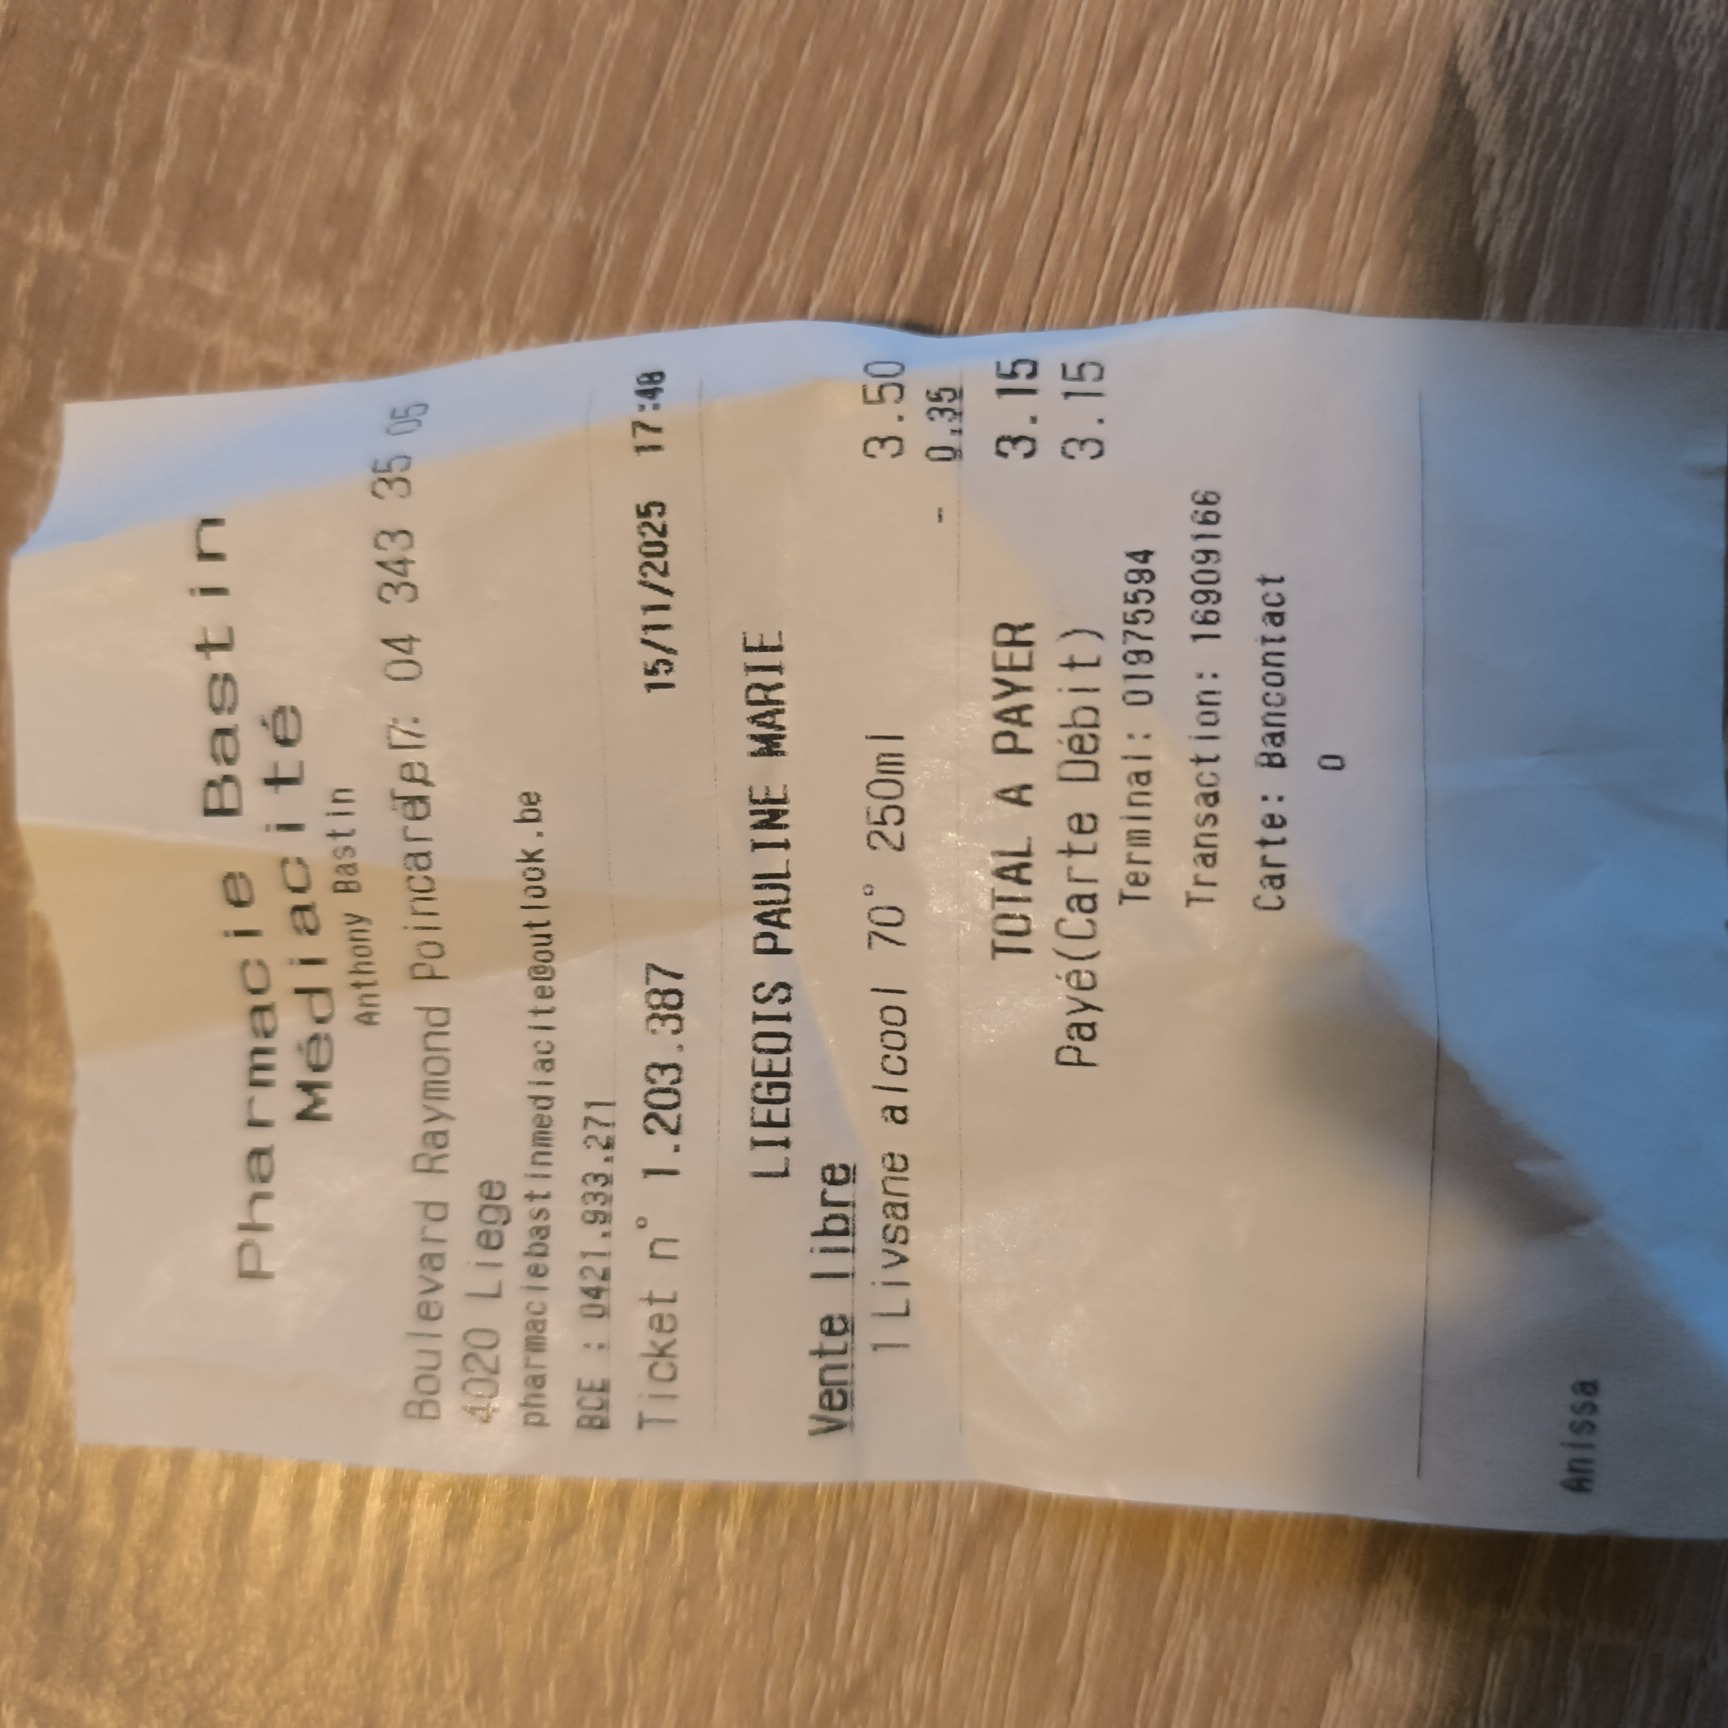 Pharmacie Bastin
Médiacité
Anthony Bastin
Boulevard Raymond Poincaré, 7 Tel: 04 343 35 05
4020 Liege
pharmaciebastinmediacite@outlook.be
BCE : 0421.933.271
Ticket n° 1.203.387 15/11/2025 17:48
LIEGEOIS PAULINE MARIE
Vente libre
1 Livsane alcool 70° 250ml 3.50
- 0.35
TOTAL A PAYER 3.15
Payé(Carte Débit) 3.15
Terminal: 01975594
Transaction: 16909166
Carte: Bancontact
0
Anissa